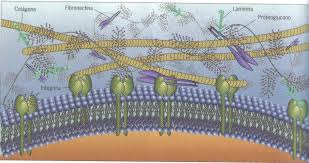 Colágeno
Fibronectina
Laminina
Proteoglucano
Integrina